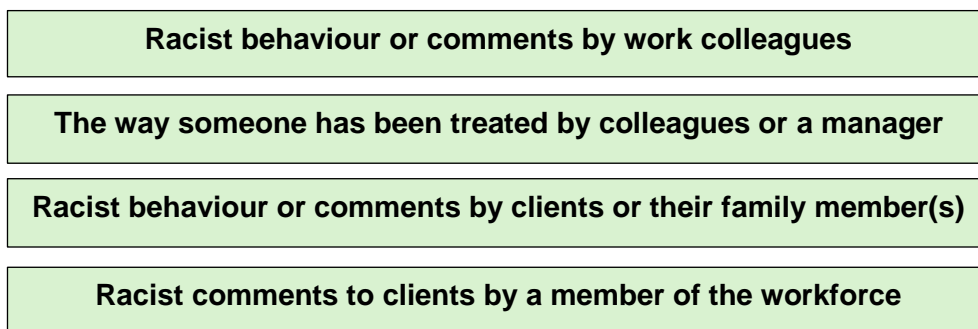 Racist behaviour or comments by work colleagues
The way someone has been treated by colleagues or a manager
Racist behaviour or comments by clients or their family member(s)
Racist comments to clients by a member of the workforce